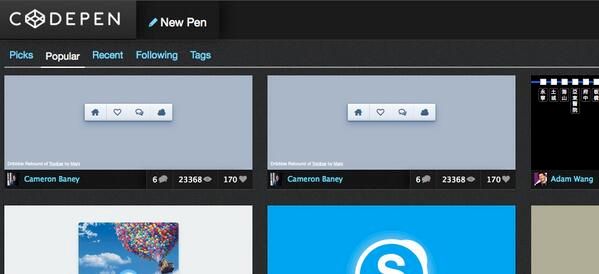 CODEPEN
New Pen
Picks Popular Recent Following Tags
Dribbble Rebound of Toolbar by Marc
Dribbble Rebound of Toolbar by Marc
Cameron Baney 6 23368 170
Cameron Baney 6 23368 170
Adam Wang